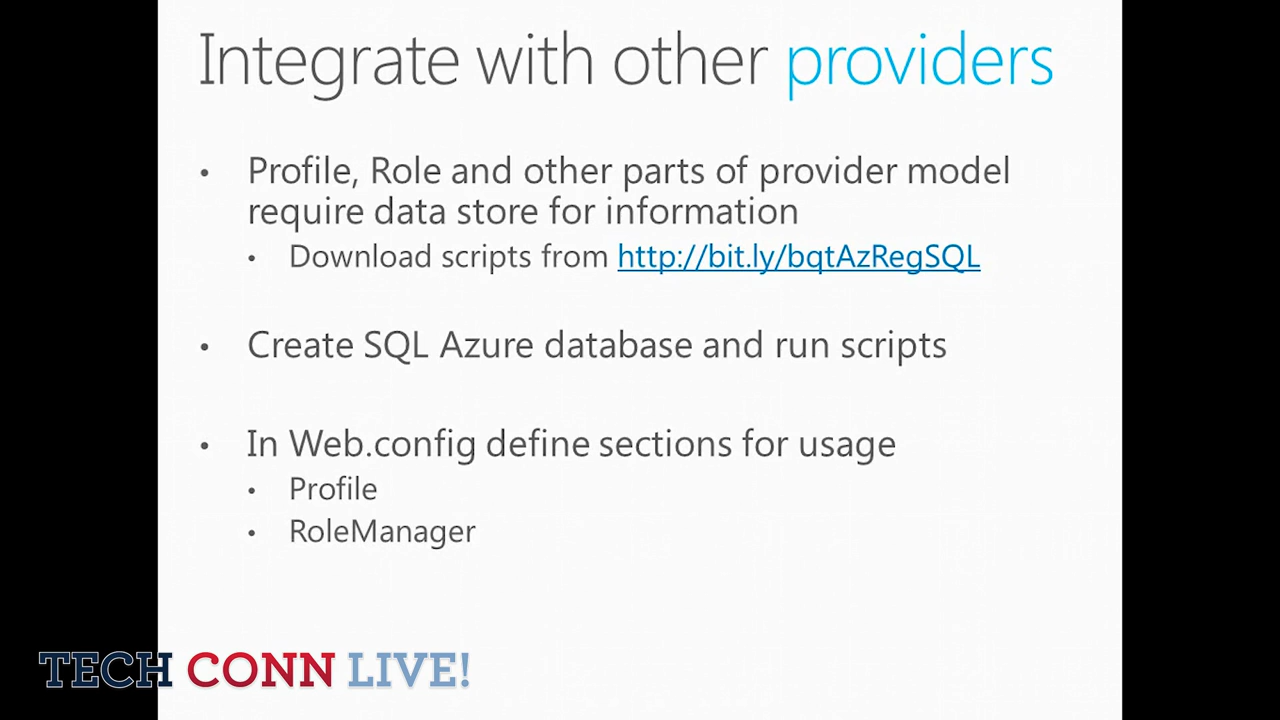 Integrate with other providers
• Profile, Role and other parts of provider model
require data store for information
• Download scripts from http://bit.ly/bqtAzRegSQL
• Create SQL Azure database and run scripts
• In Web.config define sections for usage
• Profile
• RoleManager
TECH CONN LIVE!